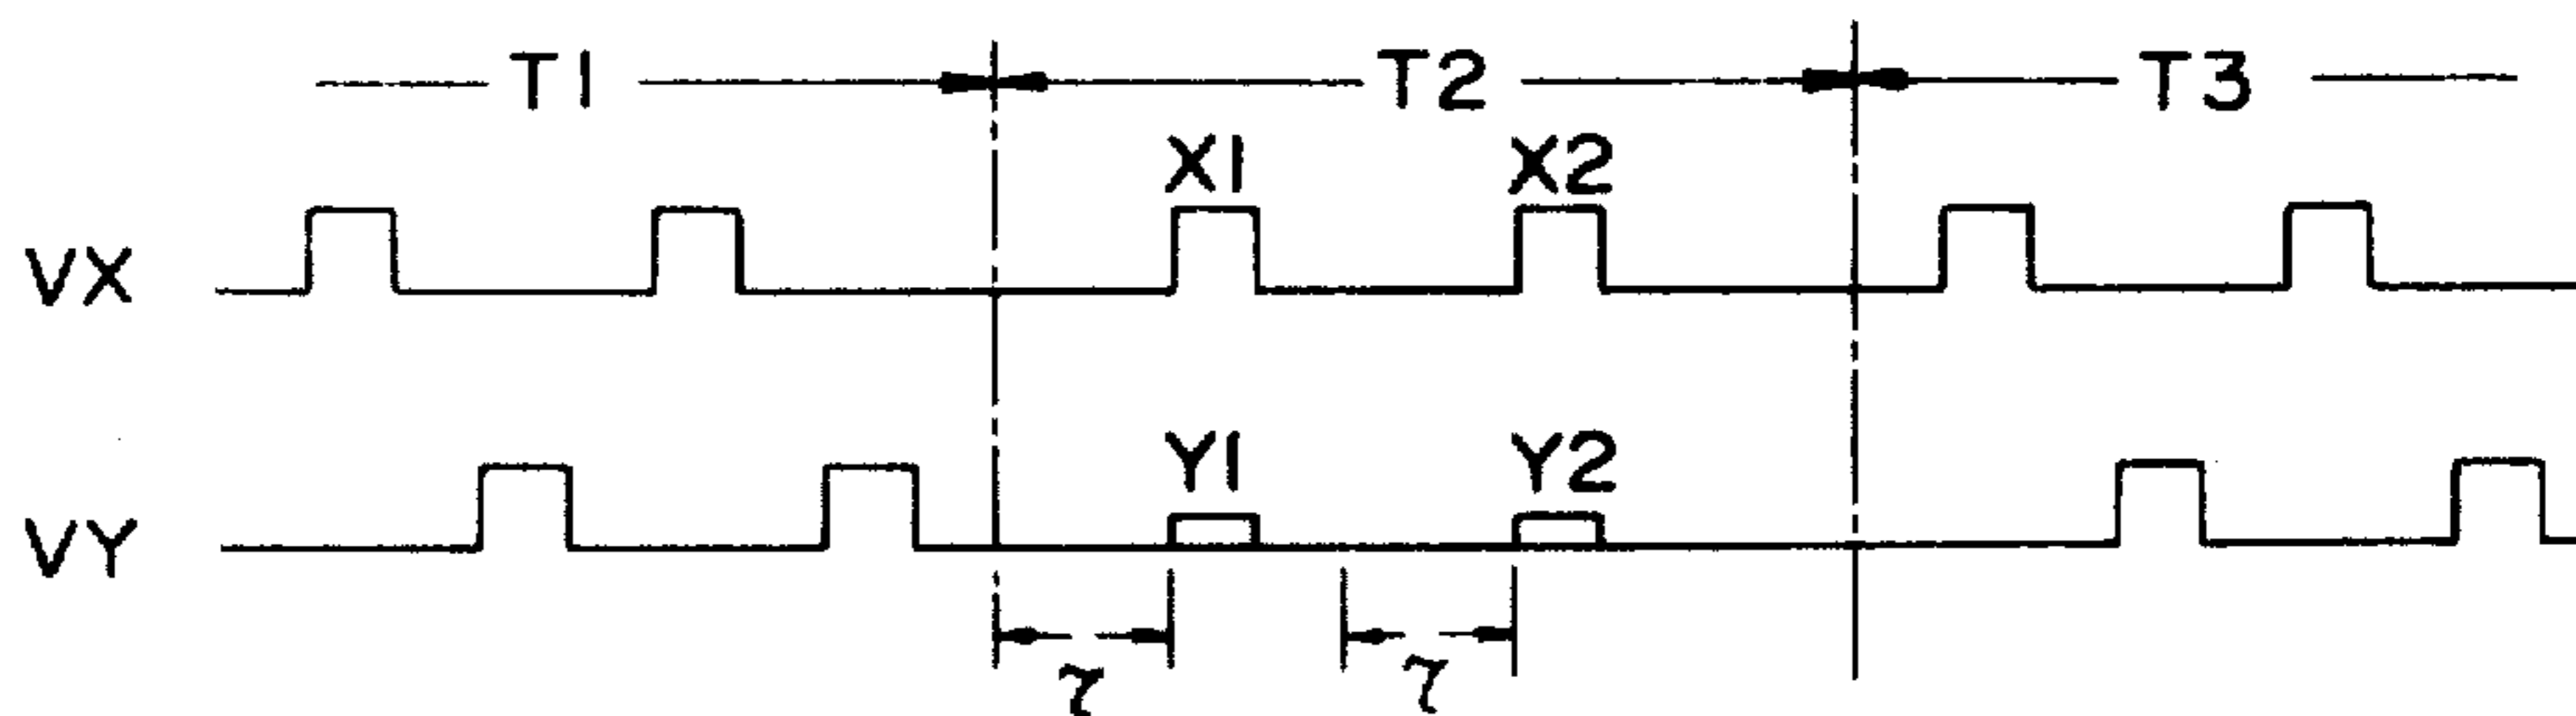 T1 T2 T3
X1 X2
VX
Y1 Y2
VY
τ τ